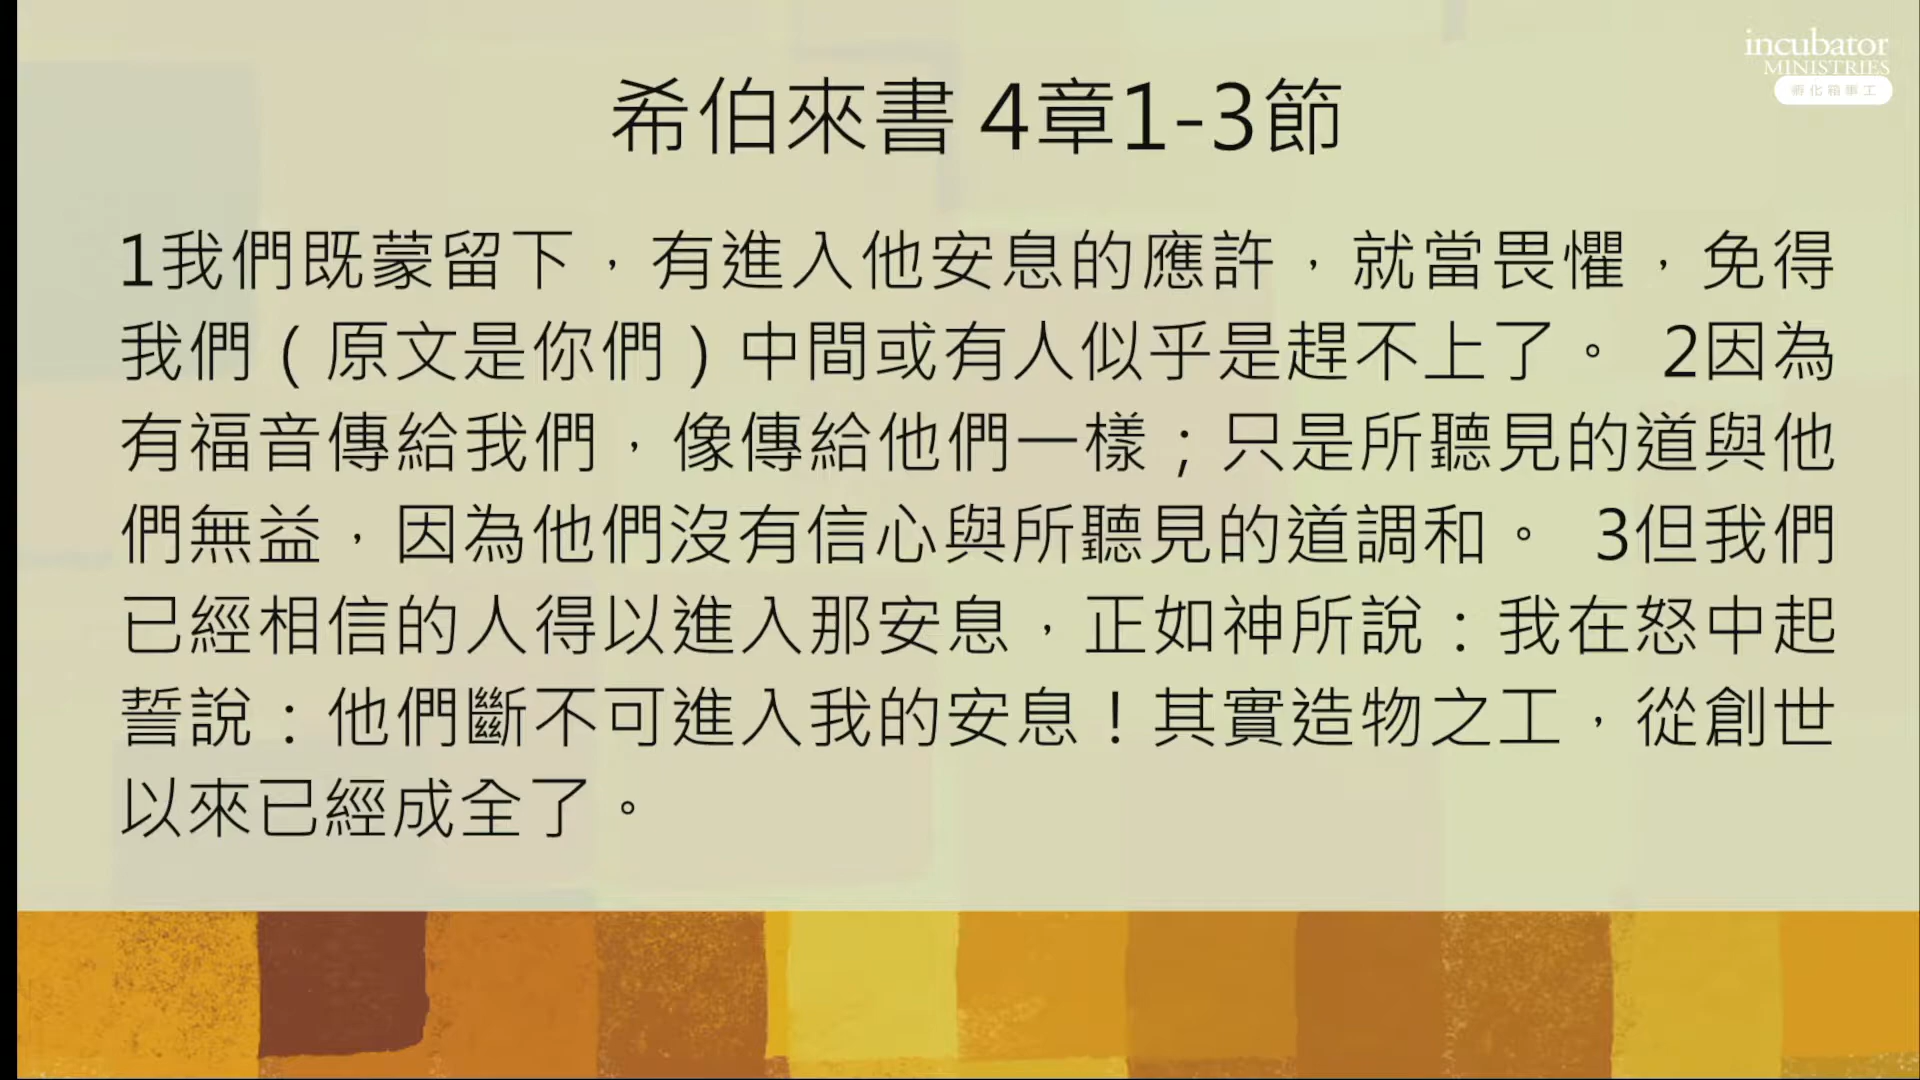 incubator
MINISTRIES
孵化箱事工
希伯來書 4章1-3節
1我們既蒙留下，有進入他安息的應許，就當畏懼，免得
我們（原文是你們）中間或有人似乎是趕不上了。 2因為
有福音傳給我們，像傳給他們一樣；只是所聽見的道與他
們無益，因為他們沒有信心與所聽見的道調和。 3但我們
已經相信的人得以進入那安息，正如神所說：我在怒中起
誓說：他們斷不可進入我的安息！其實造物之工，從創世
以來已經成全了。